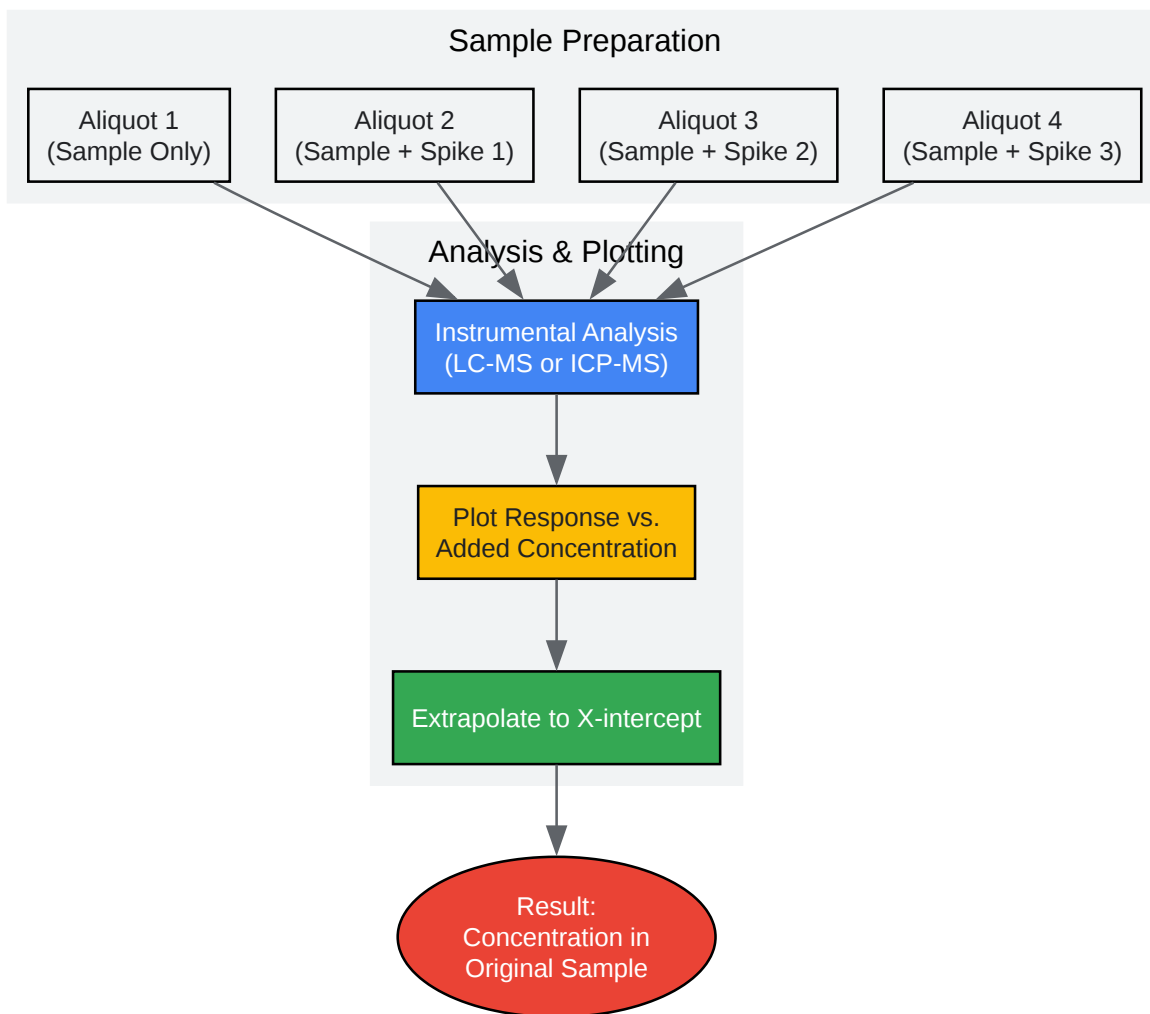 Sample Preparation
Aliquot 1
(Sample Only)
Aliquot 2
(Sample + Spike 1)
Aliquot 3
(Sample + Spike 2)
Aliquot 4
(Sample + Spike 3)
Analysis & Plotting
Instrumental Analysis
(LC-MS or ICP-MS)
Plot Response vs.
Added Concentration
Extrapolate to X-intercept
Result:
Concentration in
Original Sample